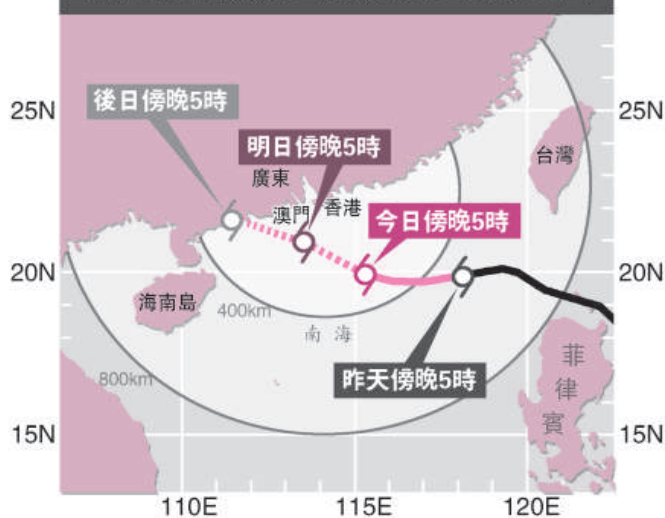 後日傍晚5時
25N
25N
明日傍晚5時
台灣
廣東
澳門
香港
今日傍晚5時
20N
20N
海南島
400km
南海
菲律賓
昨天傍晚5時
800km
15N
15N
110E
115E
120E